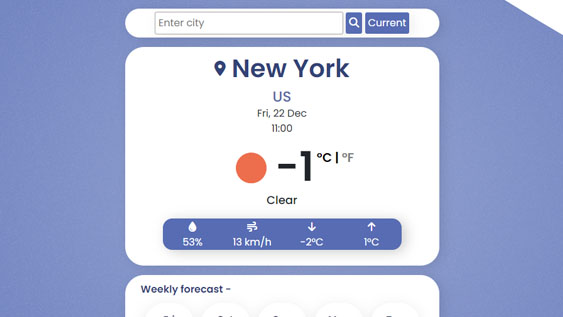 Enter city
Current
New York
US
Fri, 22 Dec
11:00
-1 °C | °F
Clear
53% 13 km/h -2°C 1°C
Weekly forecast -